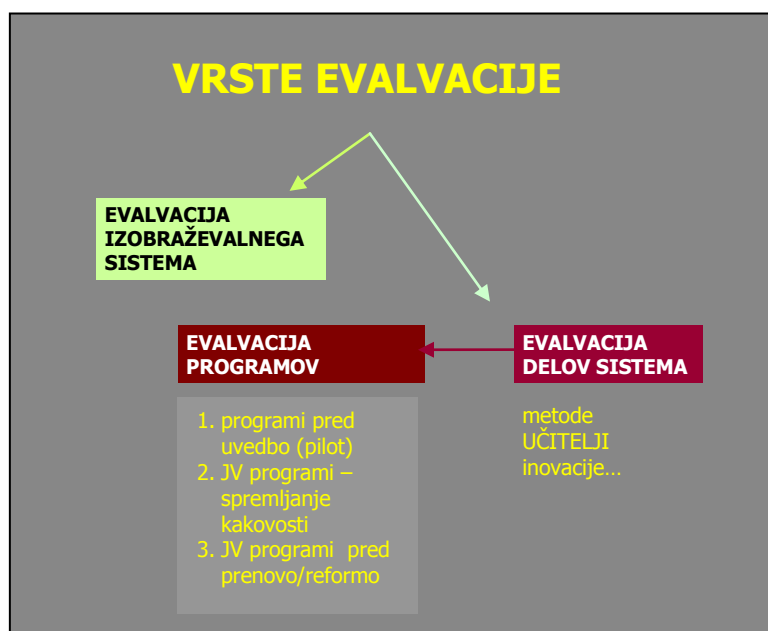 VRSTE EVALVACIJE
EVALVACIJA
IZOBRAŽEVALNEGA
SISTEMA
EVALVACIJA
PROGRAMOV
1. programi pred
uvedbo (pilot)
2. JV programi –
spremljanje
kakovosti
3. JV programi pred
prenovo/reformo
EVALVACIJA
DELOV SISTEMA
metode
UČITELJI
inovacije...